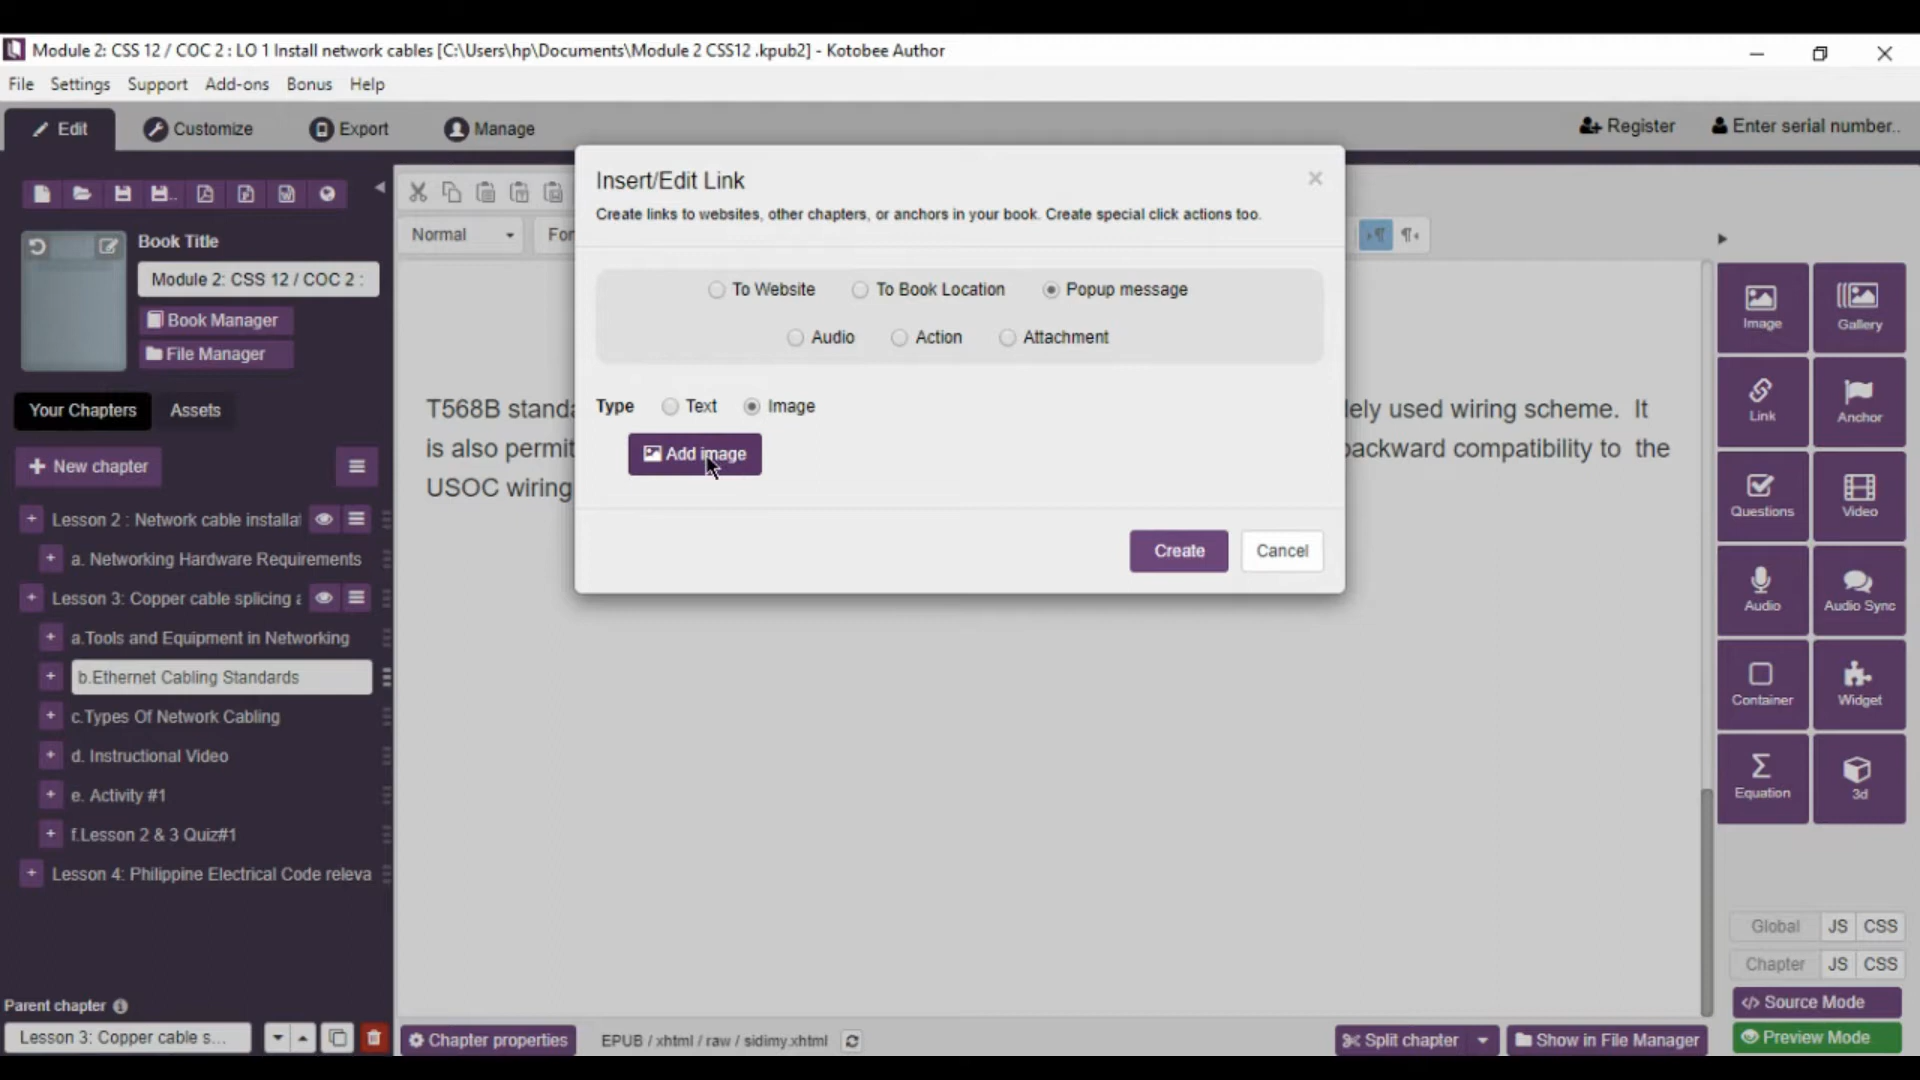 Module 2: CSS 12 / COC 2 : LO 1 Install network cables [C:\Users\hp\Documents\Module 2 CSS12 .kpub2] - Kotobee Author
File Settings Support Add-ons Bonus Help
Edit Customize Export Manage Register Enter serial number..
Insert/Edit Link
Create links to websites, other chapters, or anchors in your book. Create special click actions too.
Book Title
Module 2: CSS 12 / COC 2 :
Book Manager
File Manager
Normal
For
To Website To Book Location Popup message
Audio Action Attachment
Type Text Image
Add image
Create Cancel
Your Chapters Assets
New chapter
Lesson 2 : Network cable installat
a. Networking Hardware Requirements
Lesson 3: Copper cable splicing a
a.Tools and Equipment in Networking
b.Ethernet Cabling Standards
c.Types Of Network Cabling
d. Instructional Video
e. Activity #1
f.Lesson 2 & 3 Quiz#1
Lesson 4: Philippine Electrical Code releva
T568B standa lely used wiring scheme. It
is also permit backward compatibility to the
USOC wiring
Image Gallery
Link Anchor
Questions Video
Audio Audio Sync
Container Widget
Equation 3d
Global JS CSS
Chapter JS CSS
Source Mode
Preview Mode
Parent chapter
Lesson 3: Copper cable s...
Chapter properties EPUB / xhtml / raw / sidimy.xhtml Split chapter Show in File Manager